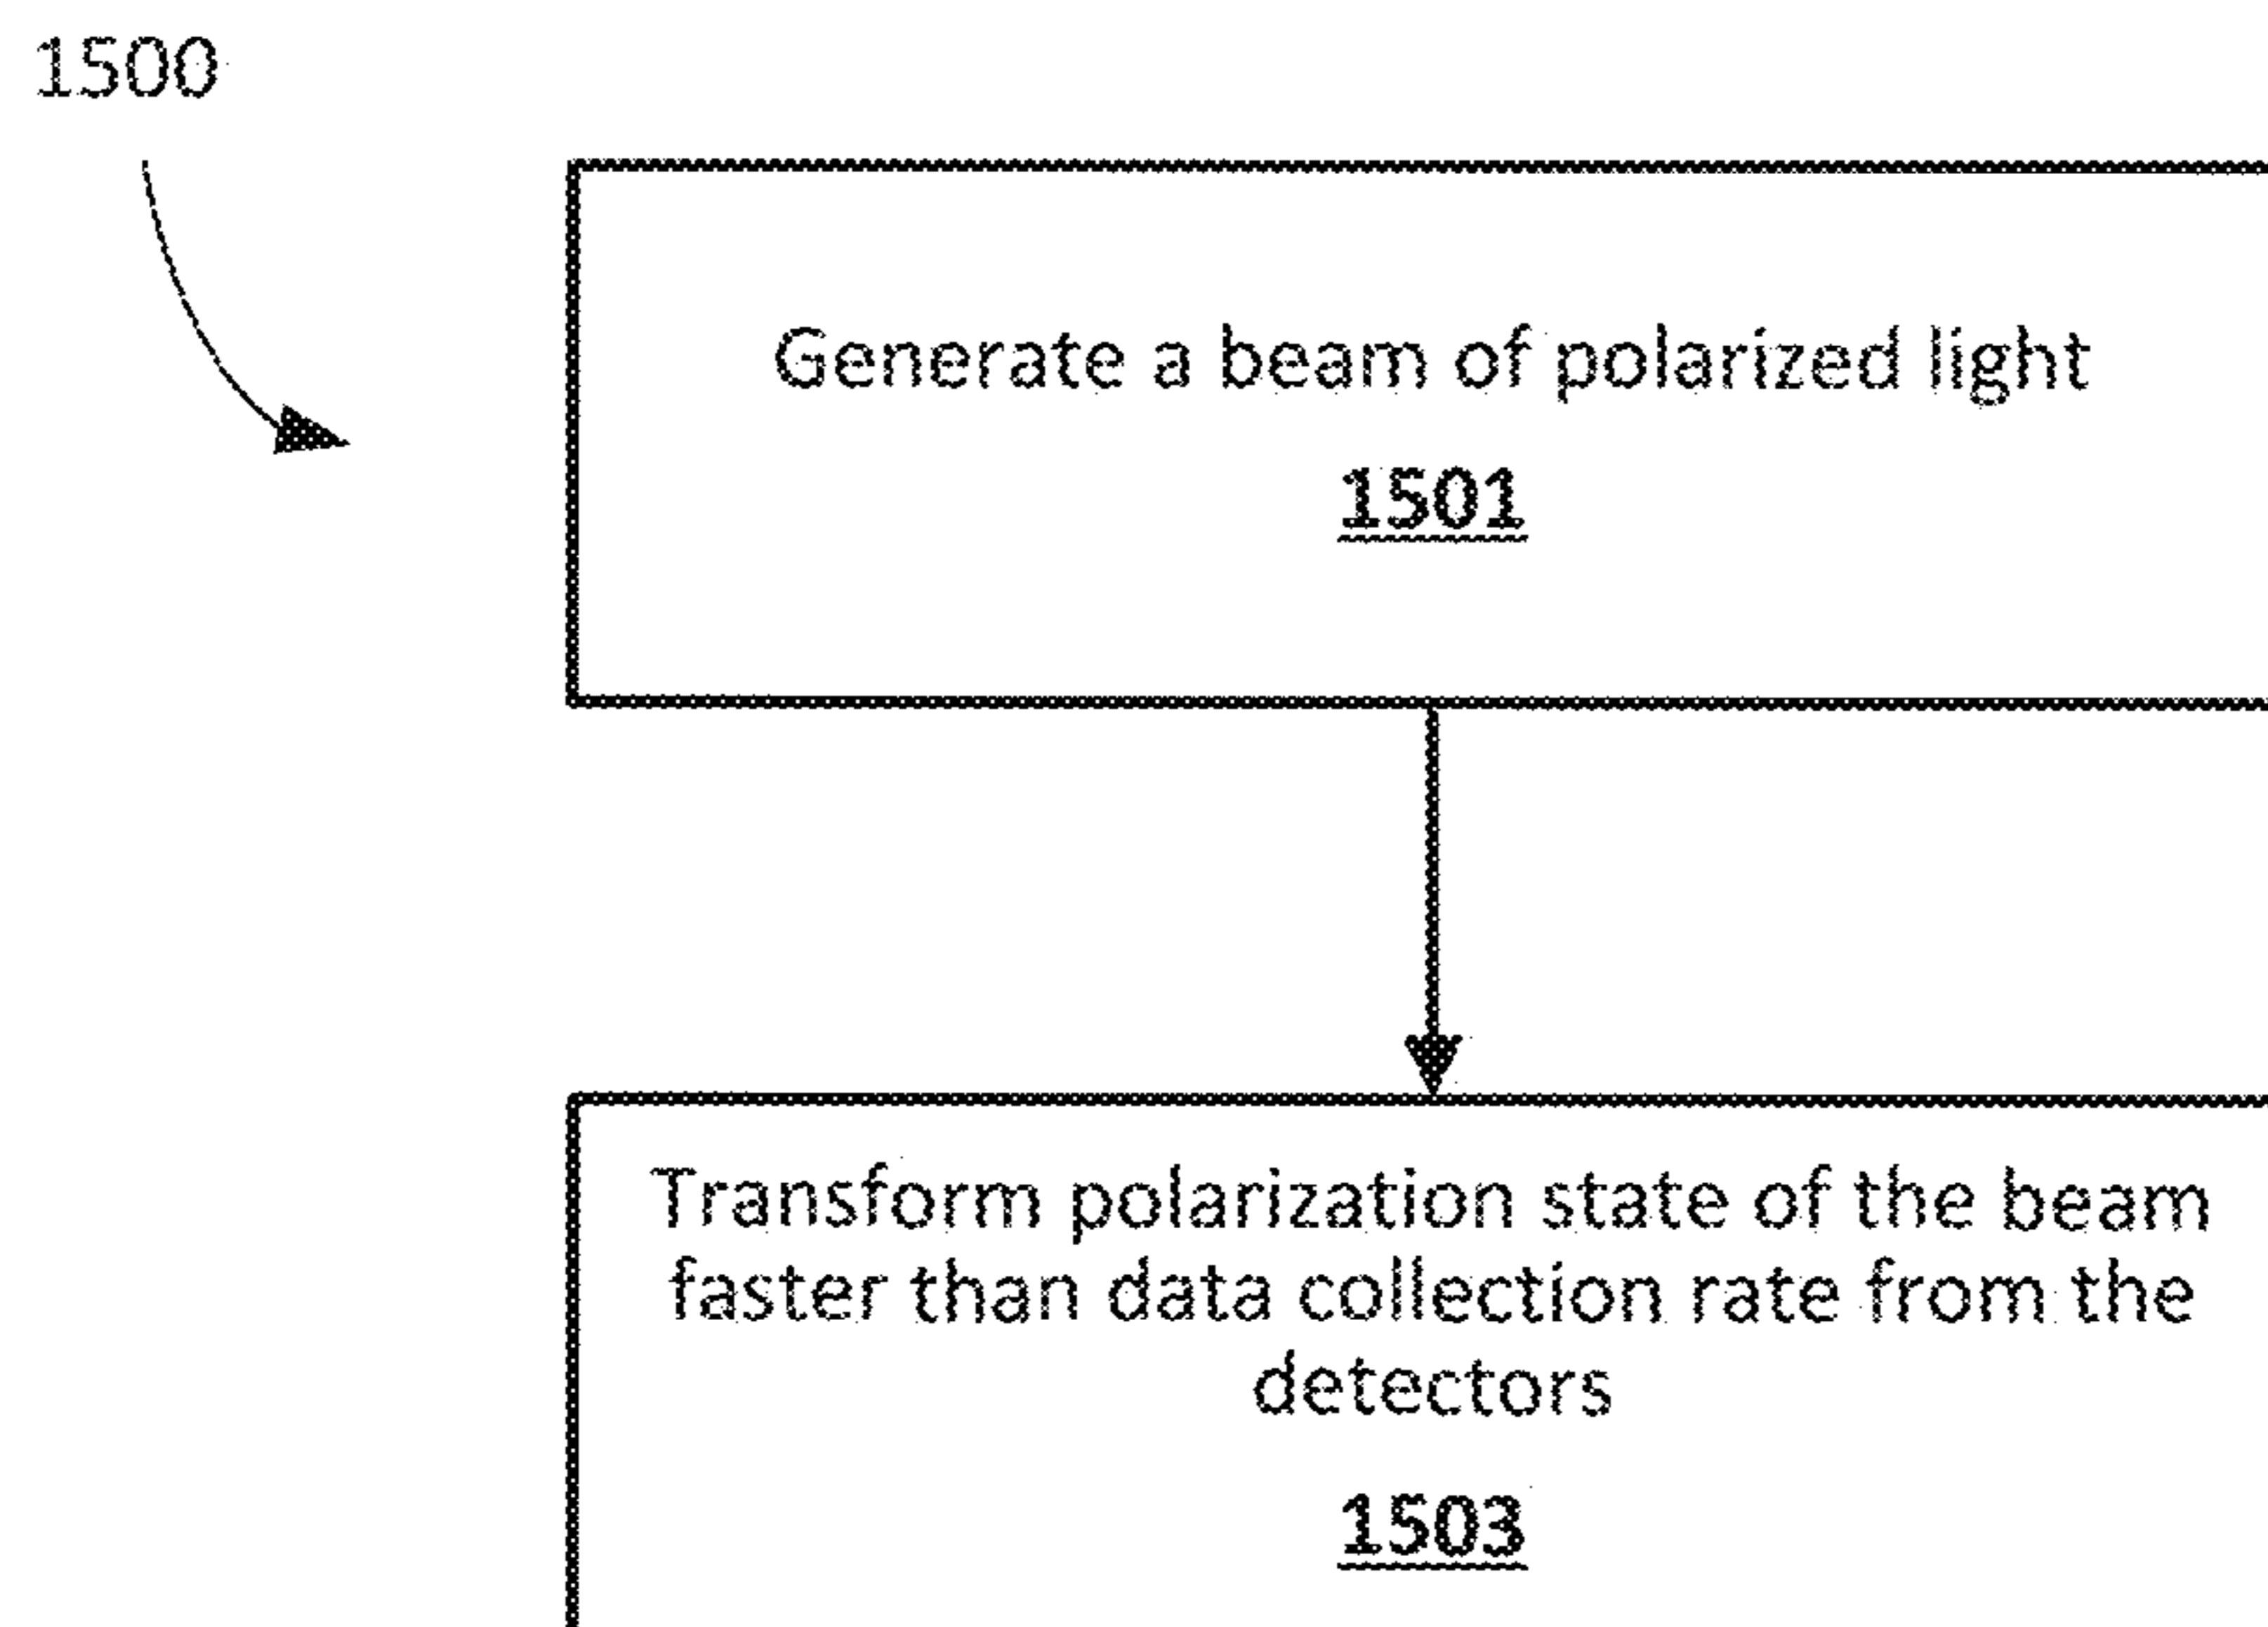 1500
Generate a beam of polarized light
1501
Transform polarization state of the beam
faster than data collection rate from the
detectors
1503